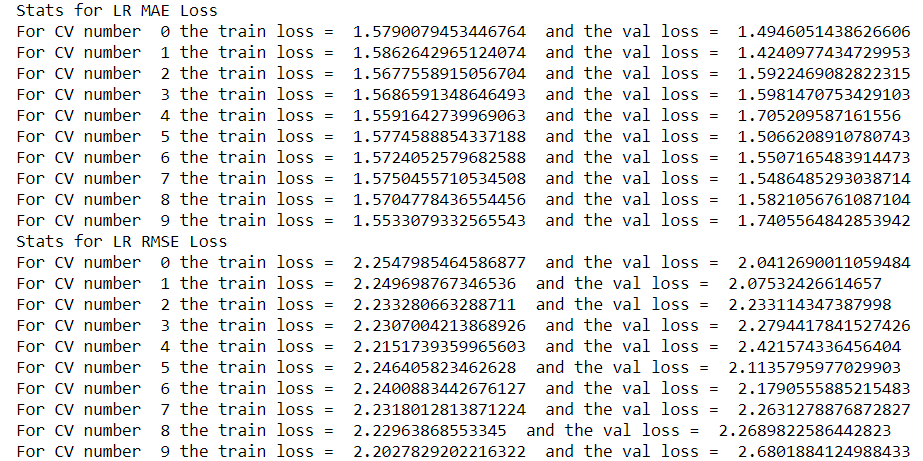 Stats for LR MAE Loss
For CV number  0 the train loss =  1.5790079453446764  and the val loss =  1.4946051438626606
For CV number  1 the train loss =  1.5862642965124074  and the val loss =  1.4240977434729953
For CV number  2 the train loss =  1.5677558915056704  and the val loss =  1.5922469082822315
For CV number  3 the train loss =  1.5686591348646493  and the val loss =  1.5981470753429103
For CV number  4 the train loss =  1.5591642739969063  and the val loss =  1.705209587161556
For CV number  5 the train loss =  1.5774588854337188  and the val loss =  1.5066208910780743
For CV number  6 the train loss =  1.5724052579682588  and the val loss =  1.5507165483914473
For CV number  7 the train loss =  1.5750455710534508  and the val loss =  1.5486485293038714
For CV number  8 the train loss =  1.5704778436554456  and the val loss =  1.5821056761087104
For CV number  9 the train loss =  1.5533079332565543  and the val loss =  1.7405564842853942
Stats for LR RMSE Loss
For CV number  0 the train loss =  2.2547985464586877  and the val loss =  2.0412690011059484
For CV number  1 the train loss =  2.249698767346536  and the val loss =  2.07532426614657
For CV number  2 the train loss =  2.233280663288711  and the val loss =  2.233114347387998
For CV number  3 the train loss =  2.2307004213868926  and the val loss =  2.2794417841527426
For CV number  4 the train loss =  2.2151739359965603  and the val loss =  2.421574336456404
For CV number  5 the train loss =  2.246405823462628  and the val loss =  2.1135795977029903
For CV number  6 the train loss =  2.2400883442676127  and the val loss =  2.1790555885215483
For CV number  7 the train loss =  2.2318012813871224  and the val loss =  2.2631278876872827
For CV number  8 the train loss =  2.22963868553345  and the val loss =  2.2689822586442823
For CV number  9 the train loss =  2.2027829202216322  and the val loss =  2.6801884124988433